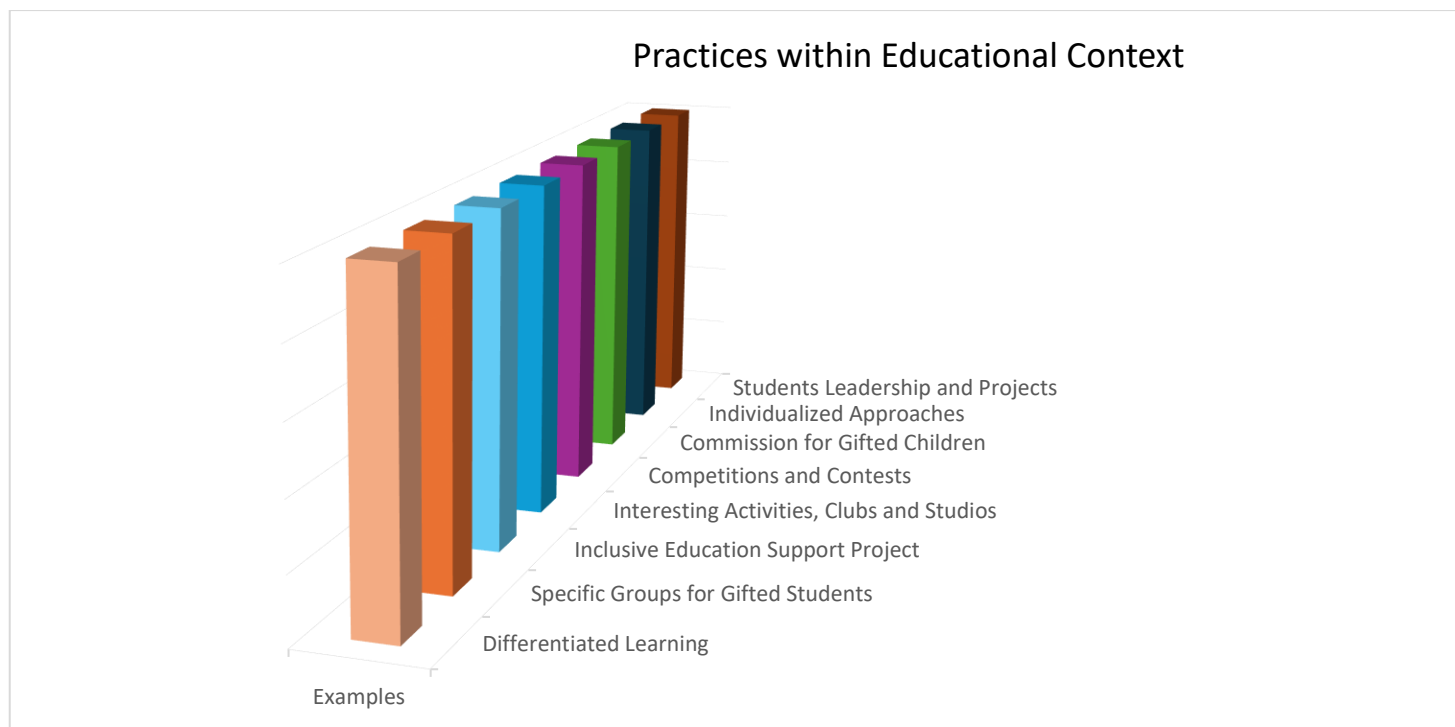 Practices within Educational Context
Students Leadership and Projects
Individualized Approaches
Commission for Gifted Children
Competitions and Contests
Interesting Activities, Clubs and Studios
Inclusive Education Support Project
Specific Groups for Gifted Students
Differentiated Learning
Examples